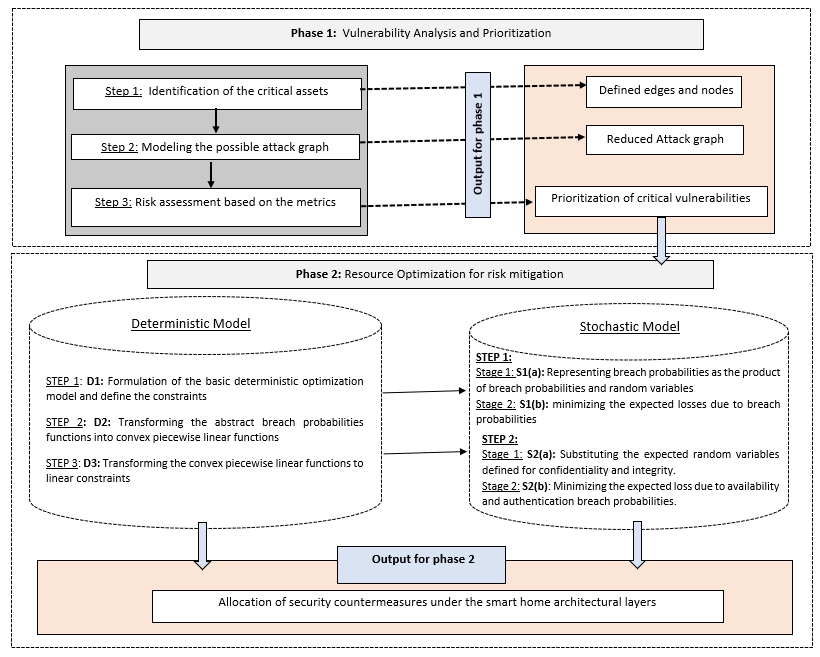 Phase 1: Vulnerability Analysis and Prioritization
Step 1: Identification of the critical assets
Step 2: Modeling the possible attack graph
Step 3: Risk assessment based on the metrics
Output for phase 1
Defined edges and nodes
Reduced Attack graph
Prioritization of critical vulnerabilities
Phase 2: Resource Optimization for risk mitigation
Deterministic Model
STEP 1: D1: Formulation of the basic deterministic optimization
model and define the constraints
STEP 2: D2: Transforming the abstract breach probabilities
functions into convex piecewise linear functions
STEP 3: D3: Transforming the convex piecewise linear functions to
linear constraints
Stochastic Model
STEP 1:
Stage 1: S1(a): Representing breach probabilities as the product
of breach probabilities and random variables
Stage 2: S1(b): minimizing the expected losses due to breach
probabilities
STEP 2:
Stage 1: S2(a): Substituting the expected random variables
defined for confidentiality and integrity.
Stage 2: S2(b): Minimizing the expected loss due to availability
and authentication breach probabilities.
Output for phase 2
Allocation of security countermeasures under the smart home architectural layers